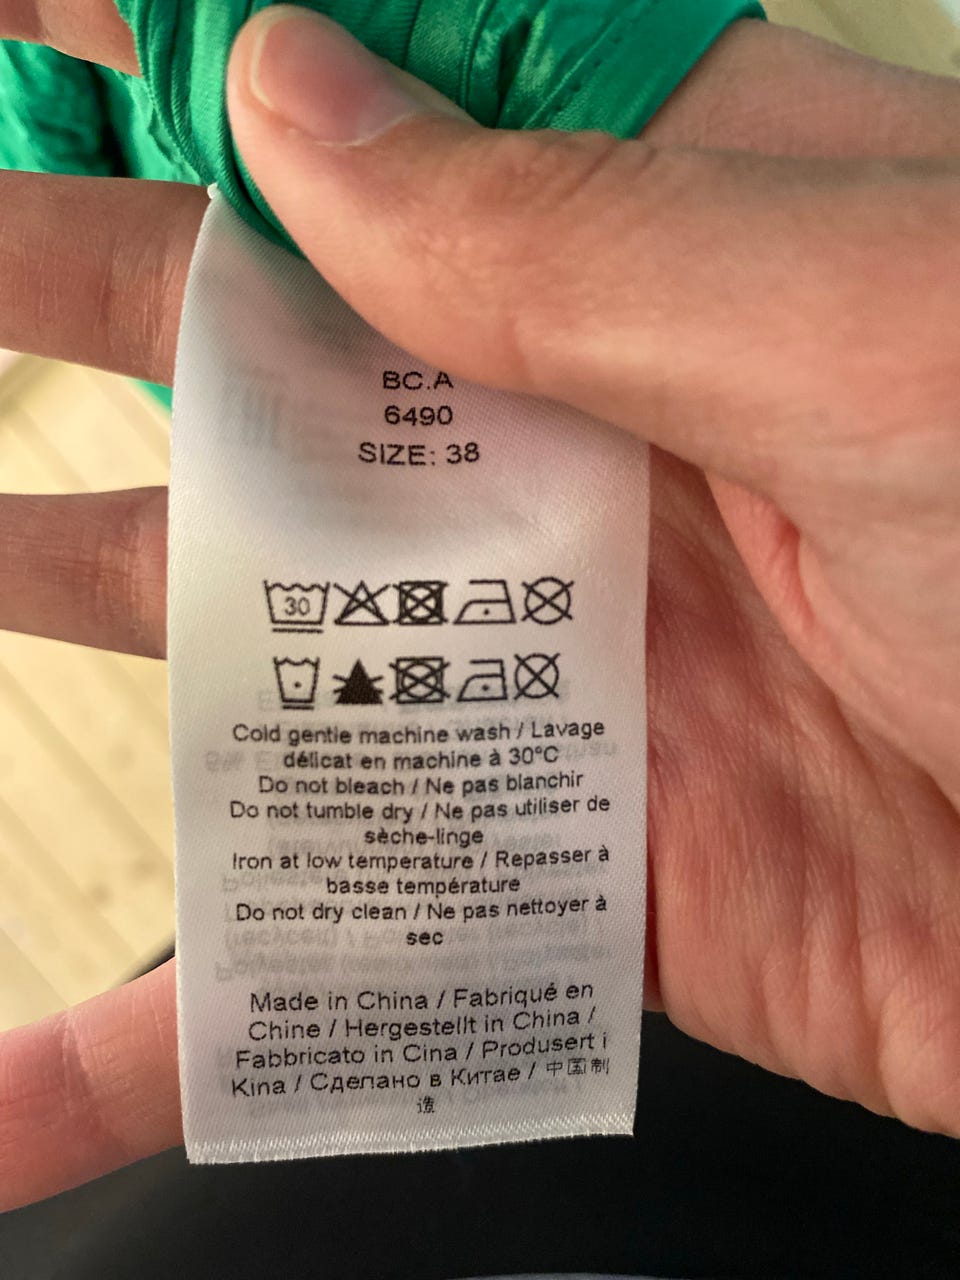 BC.A
6490
SIZE: 38
30
Cold gentle machine wash / Lavage
délicat en machine à 30°C
Do not bleach / Ne pas blanchir
Do not tumble dry / Ne pas utiliser de
sèche-linge
Iron at low temperature / Repasser à
basse température
Do not dry clean / Ne pas nettoyer à
sec
Made in China / Fabriqué en
Chine / Hergestellt in China /
Fabbricato in Cina / Produsert i
Kina / Сделано в Китае / 中国制
造